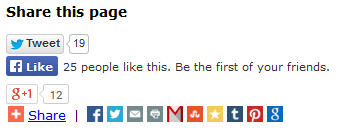 Share this page
Tweet 19
Like 25 people like this. Be the first of your friends.
g+1 12
Share |